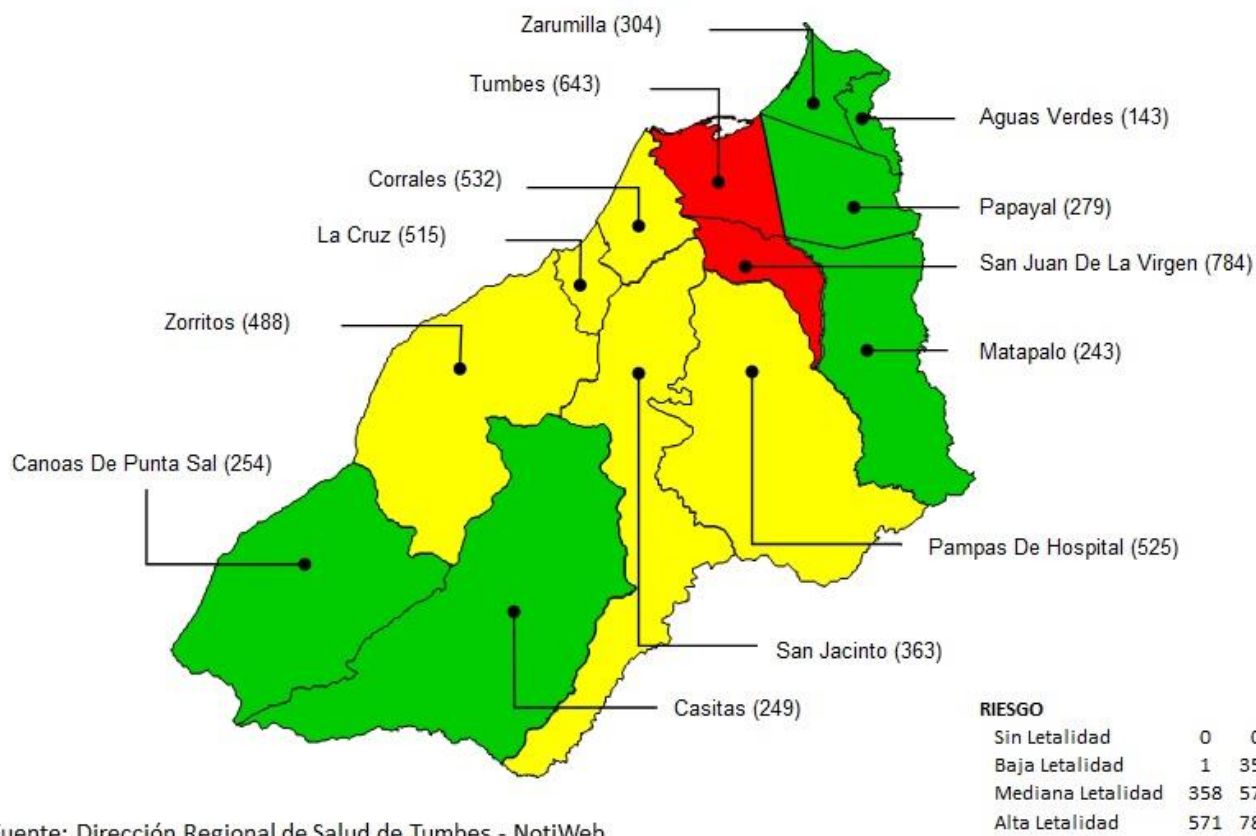 Zarumilla (304)
Tumbes (643)
Aguas Verdes (143)
Corrales (532)
Papayal (279)
La Cruz (515)
San Juan De La Virgen (784)
Zorritos (488)
Matapalo (243)
Canoas De Punta Sal (254)
Pampas De Hospital (525)
San Jacinto (363)
Casitas (249)
RIESGO
Sin Letalidad 0 0
Baja Letalidad 1
Mediana Letalidad 358
Alta Letalidad 571
Dirección Regional de Salud de Tumbes - NotiWeb